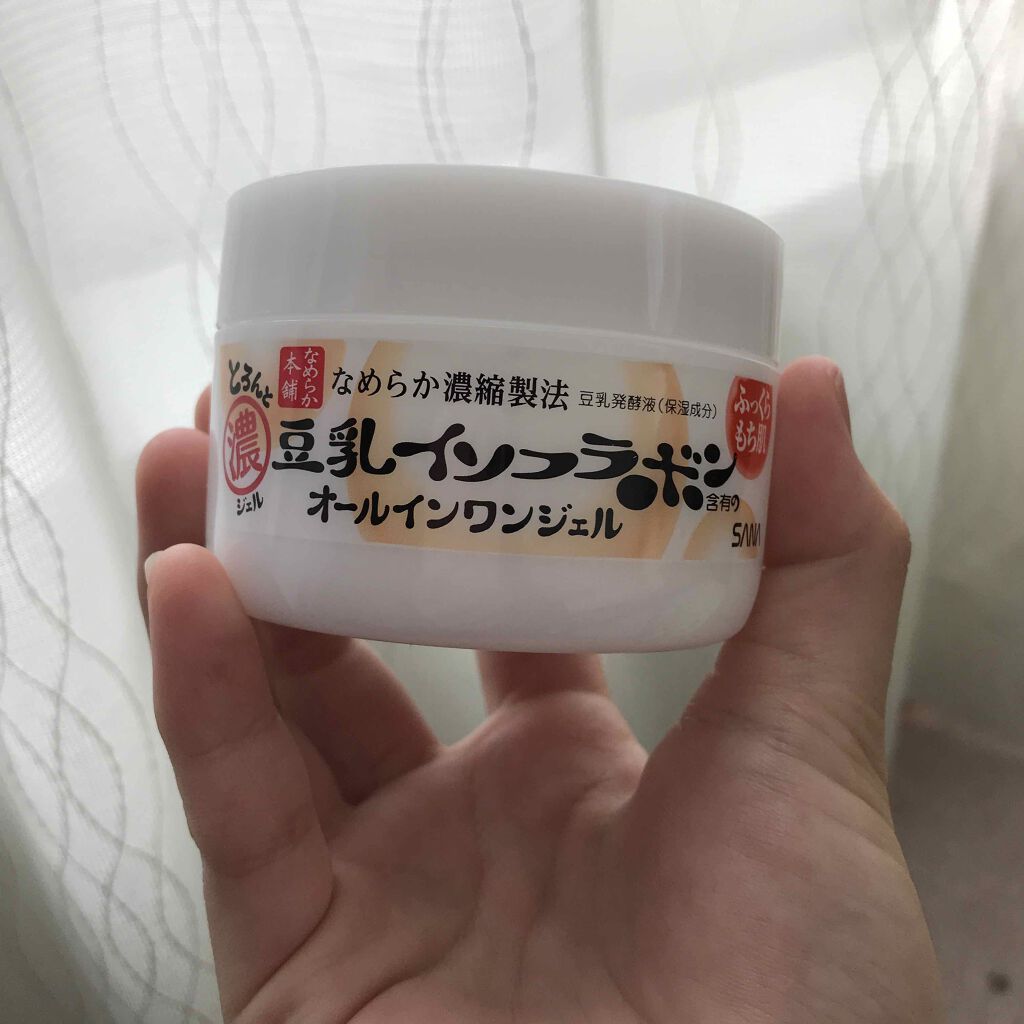 とろんと
濃
ジェル
なめらか
本舗
なめらか濃縮製法 豆乳発酵液(保湿成分)
豆乳イソフラボン
含有の
オールインワンジェル
ふっくら
もち肌
SANA